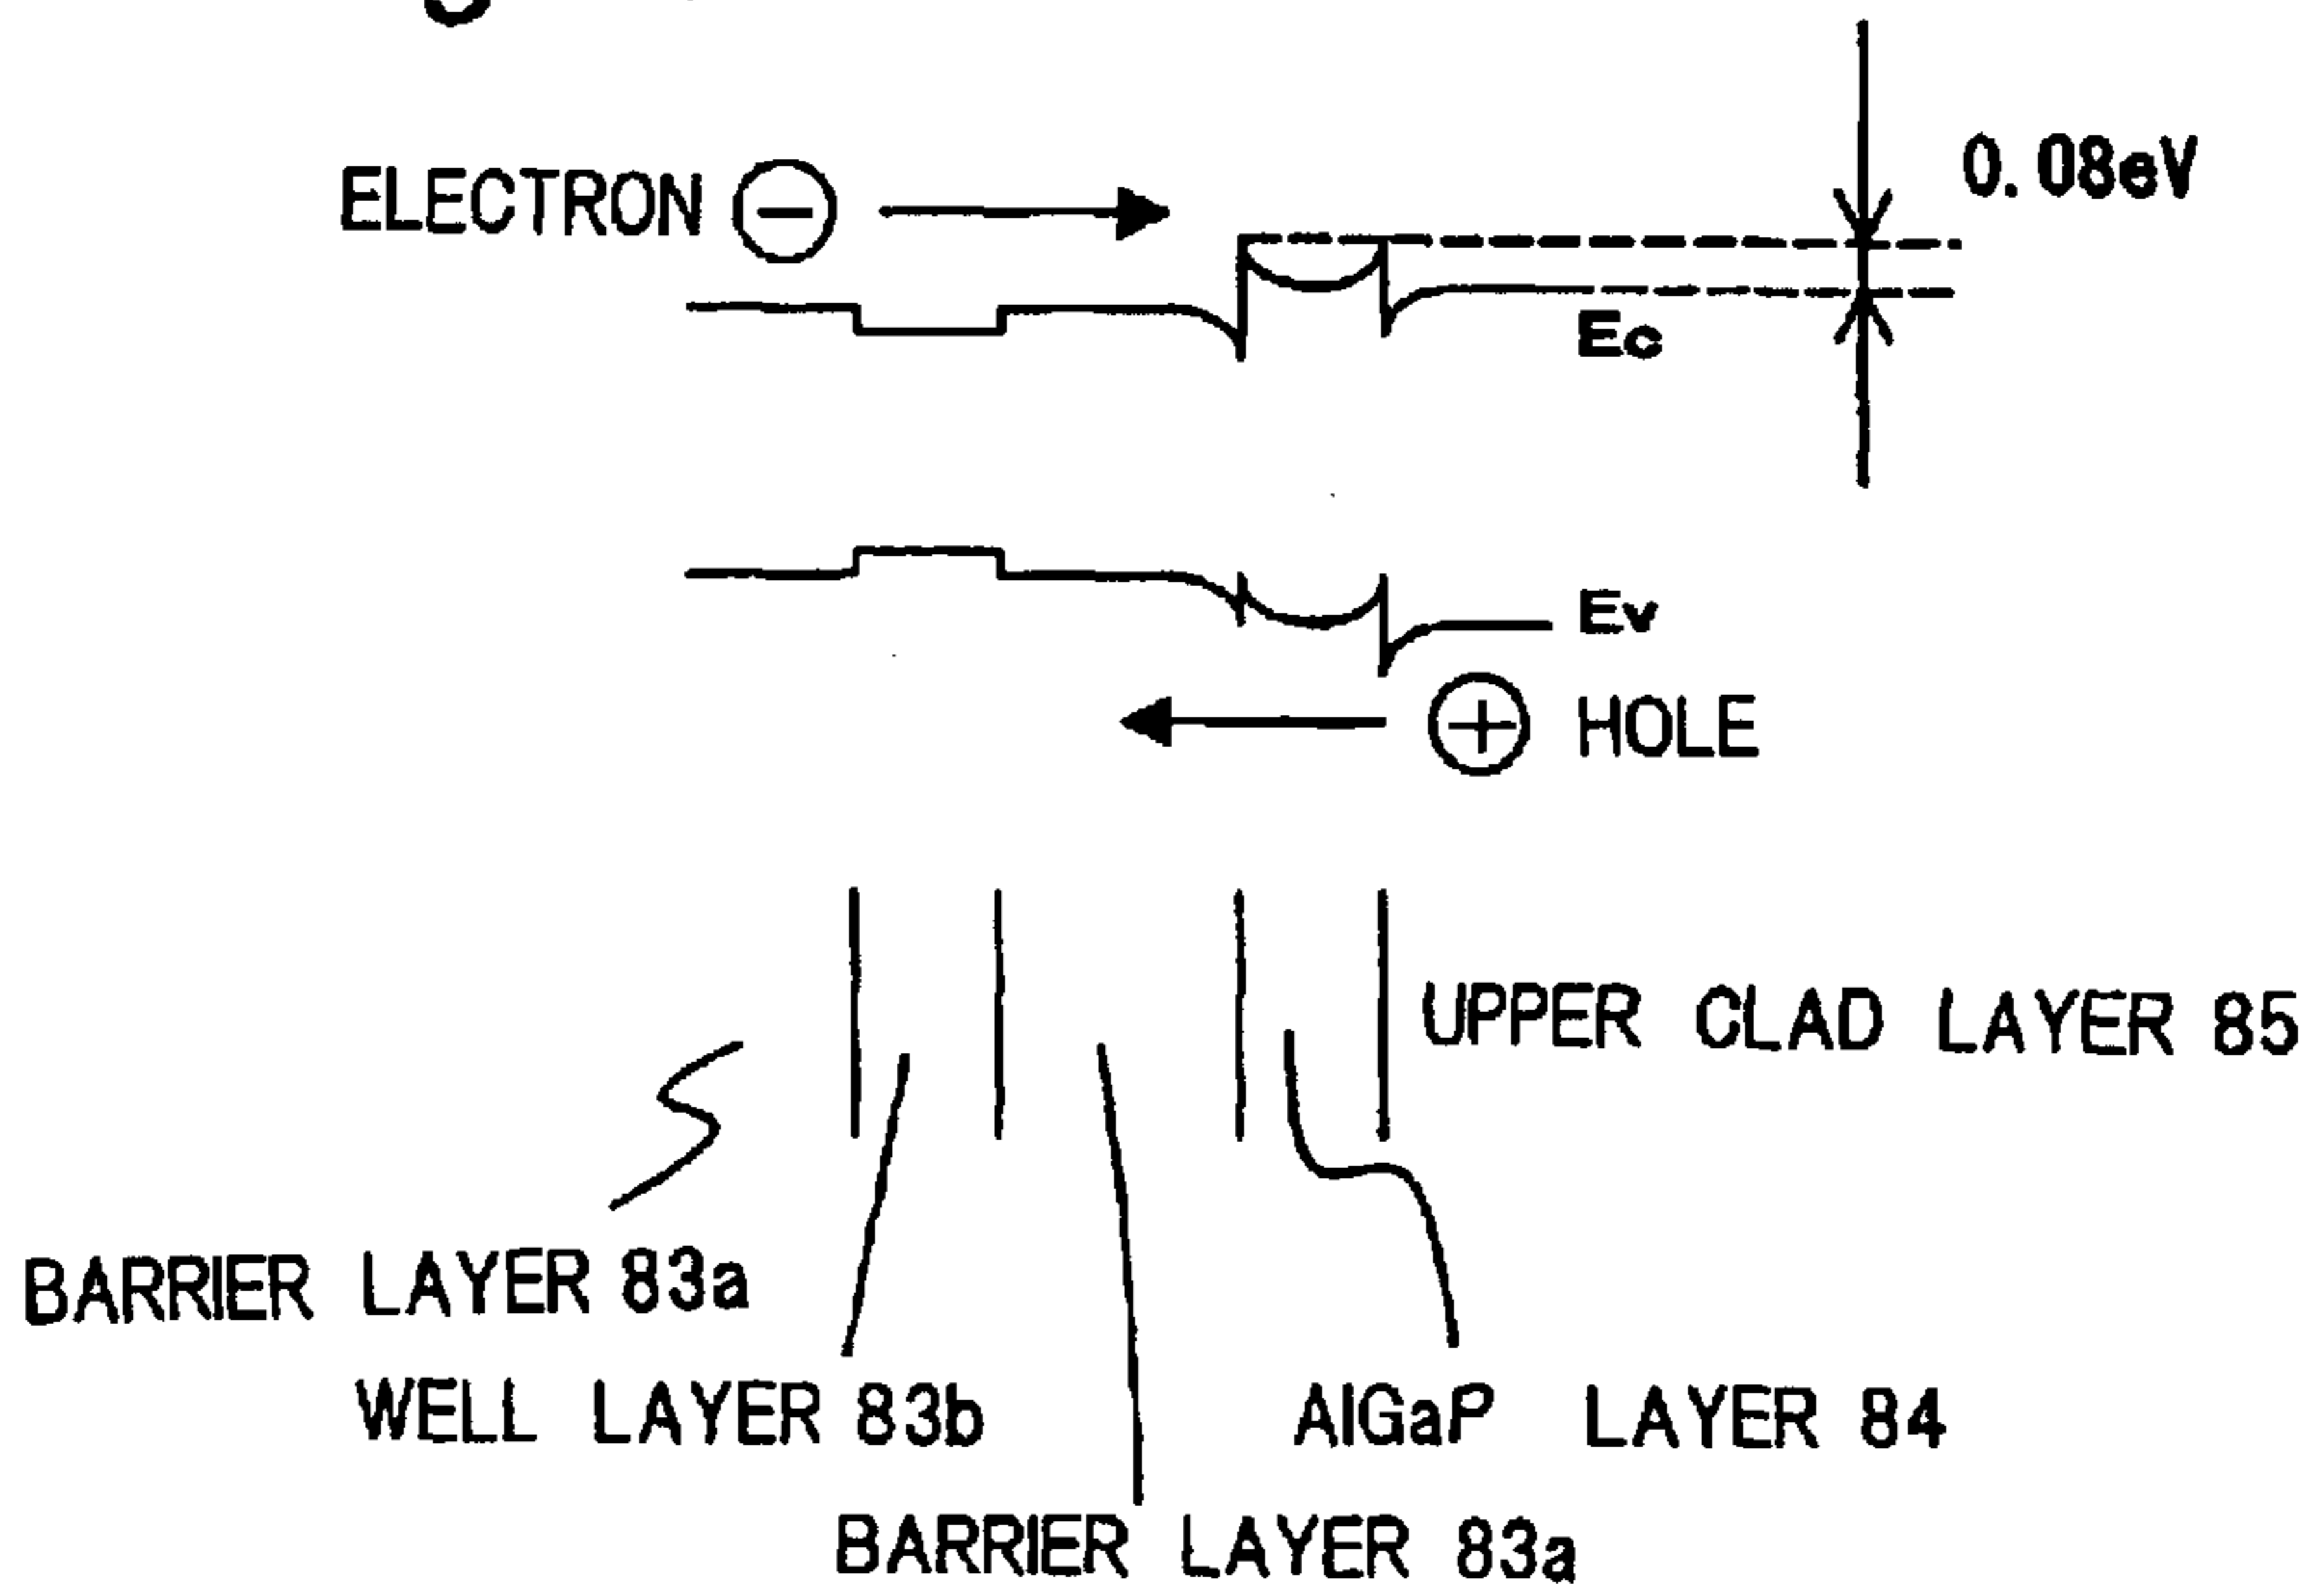 0.08eV
ELECTRON ⊖
Ec
Ev
⊕ HOLE
UPPER CLAD LAYER 85
BARRIER LAYER 83a
WELL LAYER 83b
AlGaP LAYER 84
BARRIER LAYER 83a